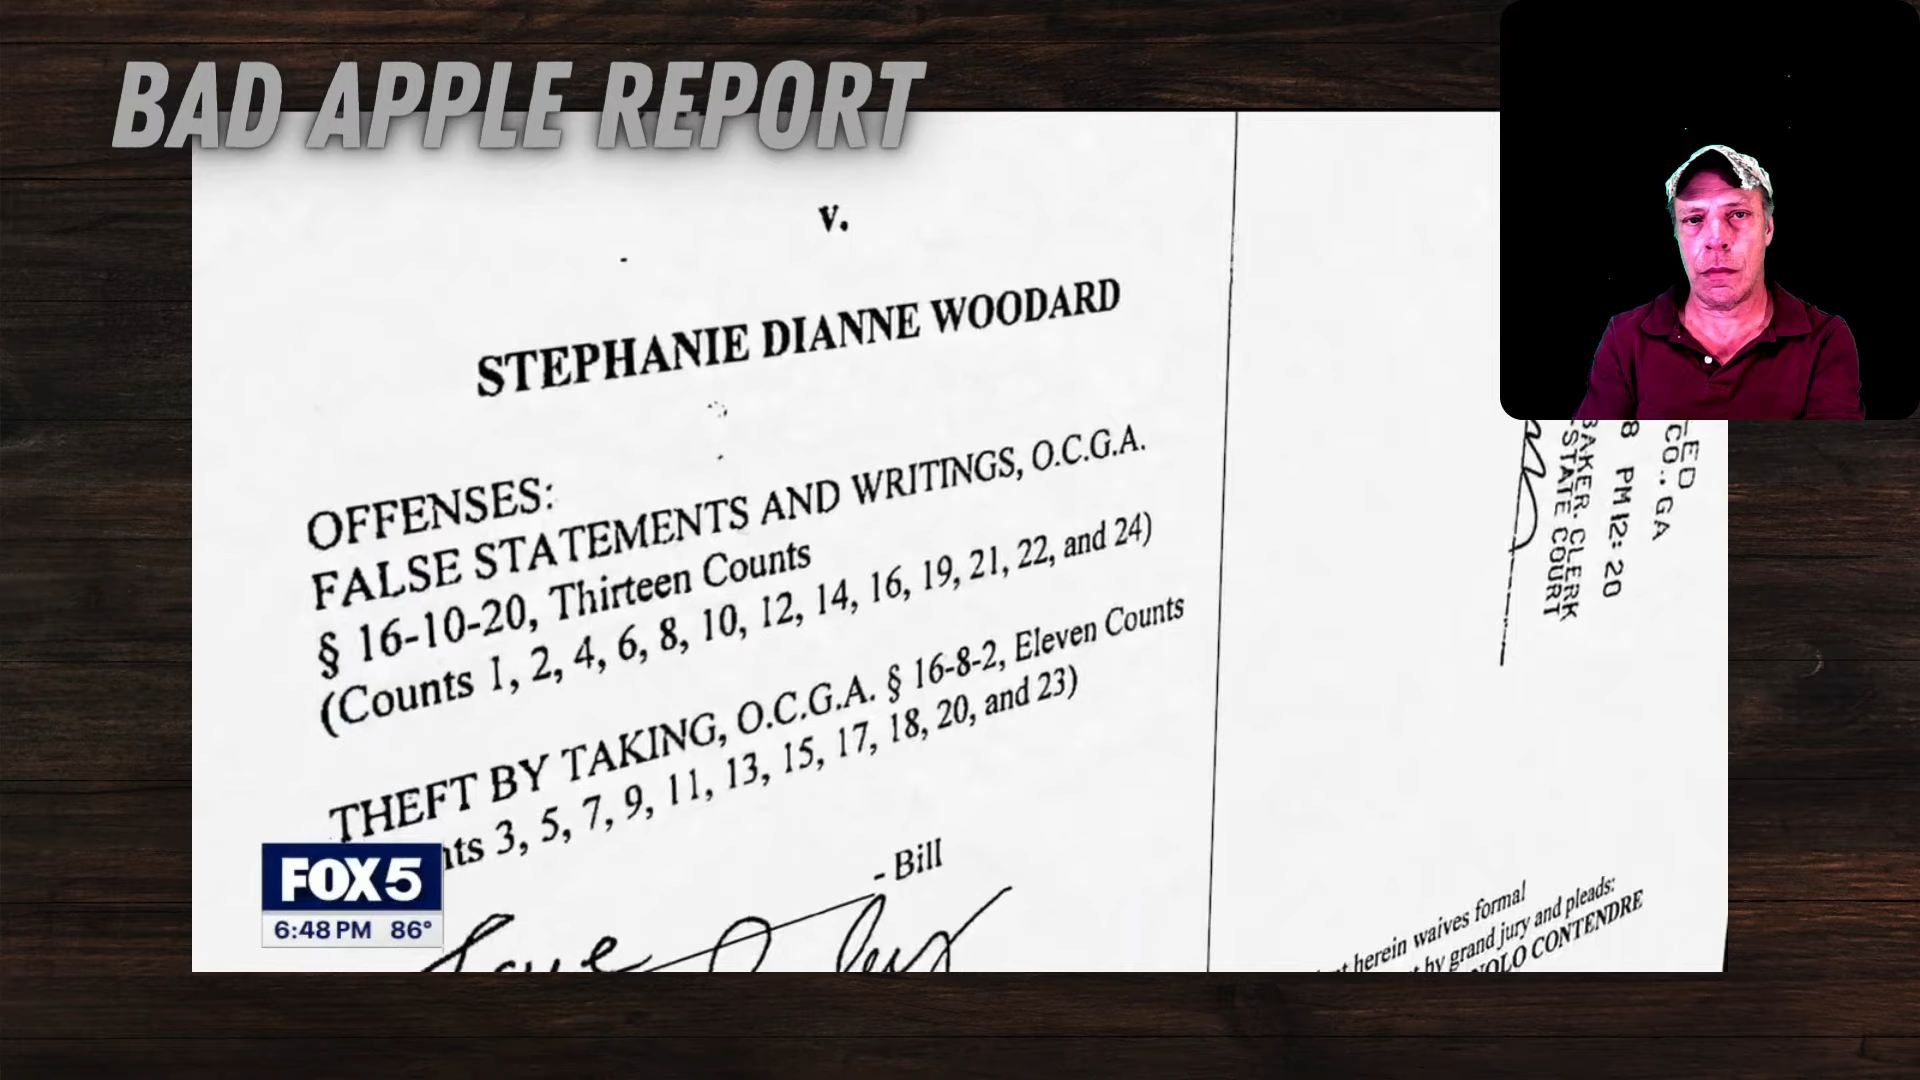 BAD APPLE REPORT
v.
STEPHANIE DIANNE WOODARD
OFFENSES:
FALSE STATEMENTS AND WRITINGS, O.C.G.A.
§ 16-10-20, Thirteen Counts
(Counts 1, 2, 4, 6, 8, 10, 12, 14, 16, 19, 21, 22, and 24)
THEFT BY TAKING, O.C.G.A. § 16-8-2, Eleven Counts
3, 5, 7, 9, 11, 13, 15, 17, 18, 20, and 23)
- Bill
CO., GA
8 PM 12:20
CLERK
STATE COURT
herein waives formal
by grand jury and pleads:
NOLO CONTENDRE
FOX 5
6:48 PM 86°